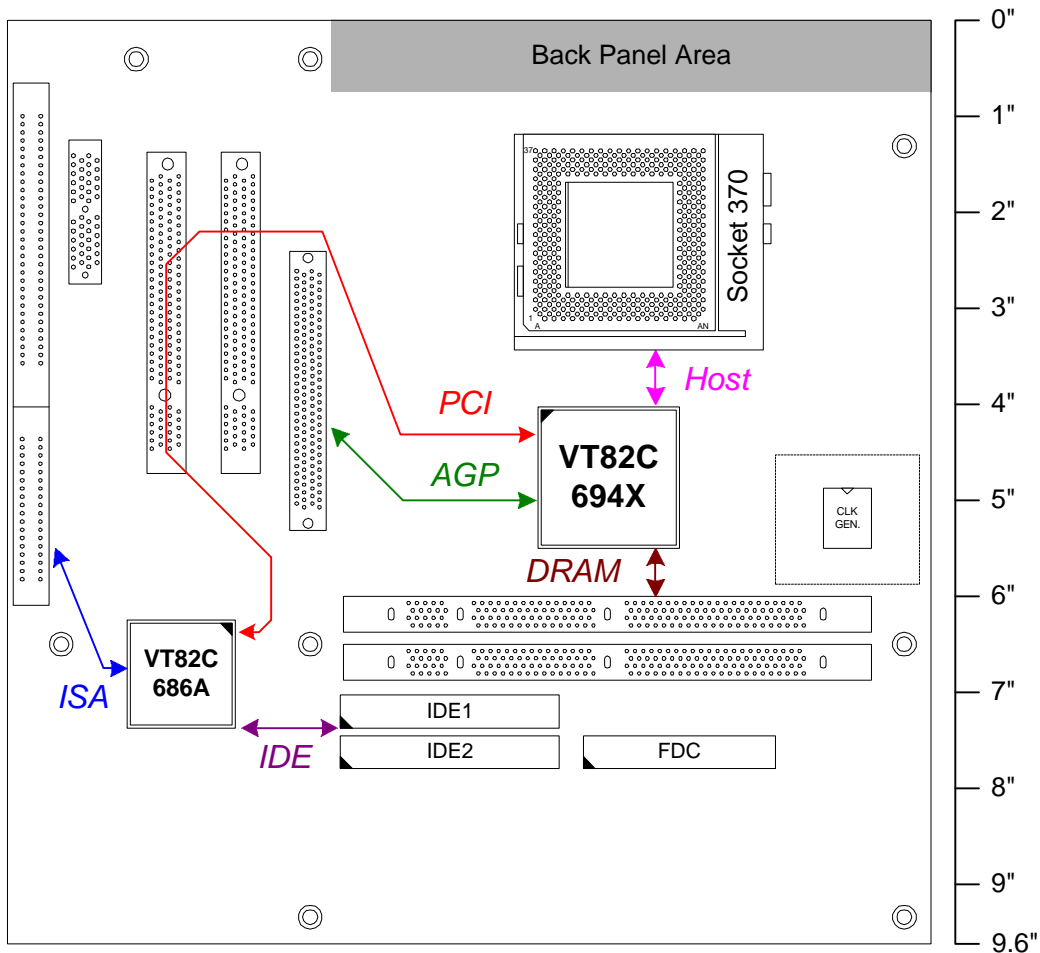 Back Panel Area
0"
1"
2"
3"
4"
5"
6"
7"
8"
9"
9.6"
37
1
A
AN
Socket 370
Host
PCI
AGP
VT82C
694X
CLK
GEN.
DRAM
VT82C
686A
ISA
IDE
IDE1
IDE2
FDC